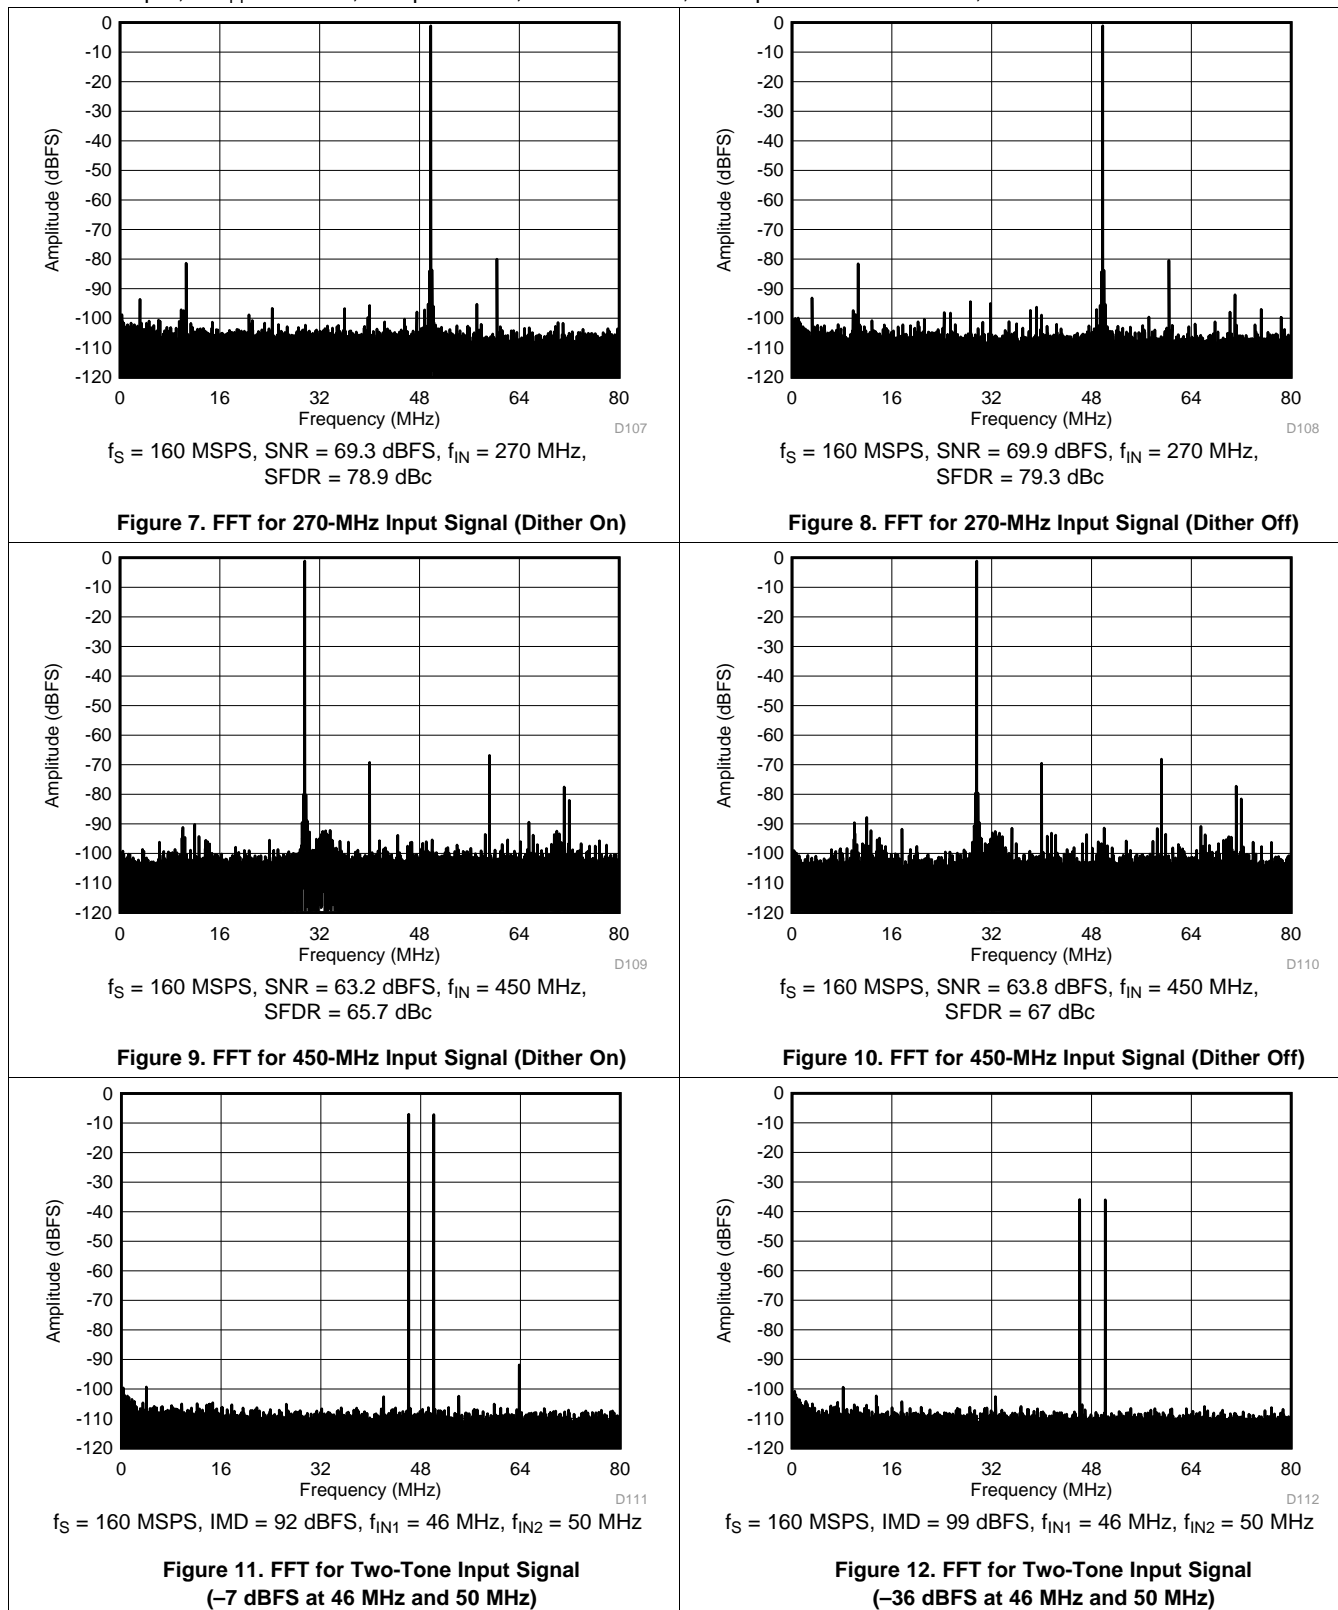 0
-10
-20
-30
-40
-50
-60
-70
-80
-90
-100
-110
-120
Amplitude (dBFS)
0 16 32 48 64 80
Frequency (MHz)
D107
fS = 160 MSPS, SNR = 69.3 dBFS, fIN = 270 MHz,
SFDR = 78.9 dBc
Figure 7. FFT for 270-MHz Input Signal (Dither On)
0
-10
-20
-30
-40
-50
-60
-70
-80
-90
-100
-110
-120
Amplitude (dBFS)
0 16 32 48 64 80
Frequency (MHz)
D108
fS = 160 MSPS, SNR = 69.9 dBFS, fIN = 270 MHz,
SFDR = 79.3 dBc
Figure 8. FFT for 270-MHz Input Signal (Dither Off)
0
-10
-20
-30
-40
-50
-60
-70
-80
-90
-100
-110
-120
Amplitude (dBFS)
0 16 32 48 64 80
Frequency (MHz)
D109
fS = 160 MSPS, SNR = 63.2 dBFS, fIN = 450 MHz,
SFDR = 65.7 dBc
Figure 9. FFT for 450-MHz Input Signal (Dither On)
0
-10
-20
-30
-40
-50
-60
-70
-80
-90
-100
-110
-120
Amplitude (dBFS)
0 16 32 48 64 80
Frequency (MHz)
D110
fS = 160 MSPS, SNR = 63.8 dBFS, fIN = 450 MHz,
SFDR = 67 dBc
Figure 10. FFT for 450-MHz Input Signal (Dither Off)
0
-10
-20
-30
-40
-50
-60
-70
-80
-90
-100
-110
-120
Amplitude (dBFS)
0 16 32 48 64 80
Frequency (MHz)
D111
fS = 160 MSPS, IMD = 92 dBFS, fIN1 = 46 MHz, fIN2 = 50 MHz
Figure 11. FFT for Two-Tone Input Signal
(–7 dBFS at 46 MHz and 50 MHz)
0
-10
-20
-30
-40
-50
-60
-70
-80
-90
-100
-110
-120
Amplitude (dBFS)
0 16 32 48 64 80
Frequency (MHz)
D112
fS = 160 MSPS, IMD = 99 dBFS, fIN1 = 46 MHz, fIN2 = 50 MHz
Figure 12. FFT for Two-Tone Input Signal
(–36 dBFS at 46 MHz and 50 MHz)